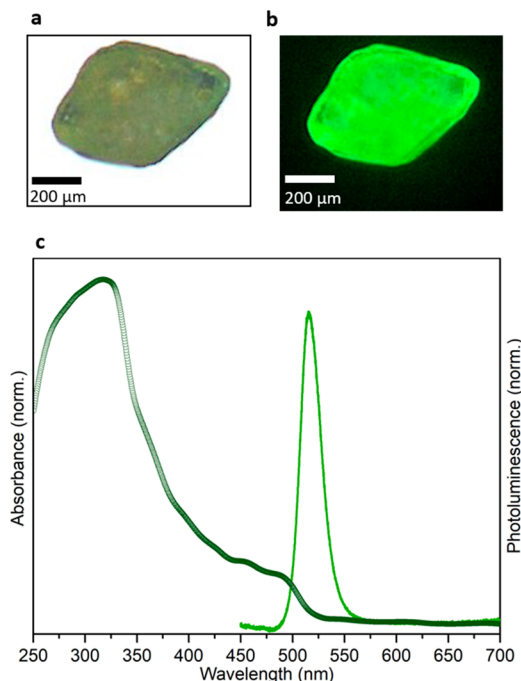 a
b
200 μm
200 μm
c
Absorbance (norm.)
Photoluminescence (norm.)
250 300 350 400 450 500 550 600 650 700
Wavelength (nm)